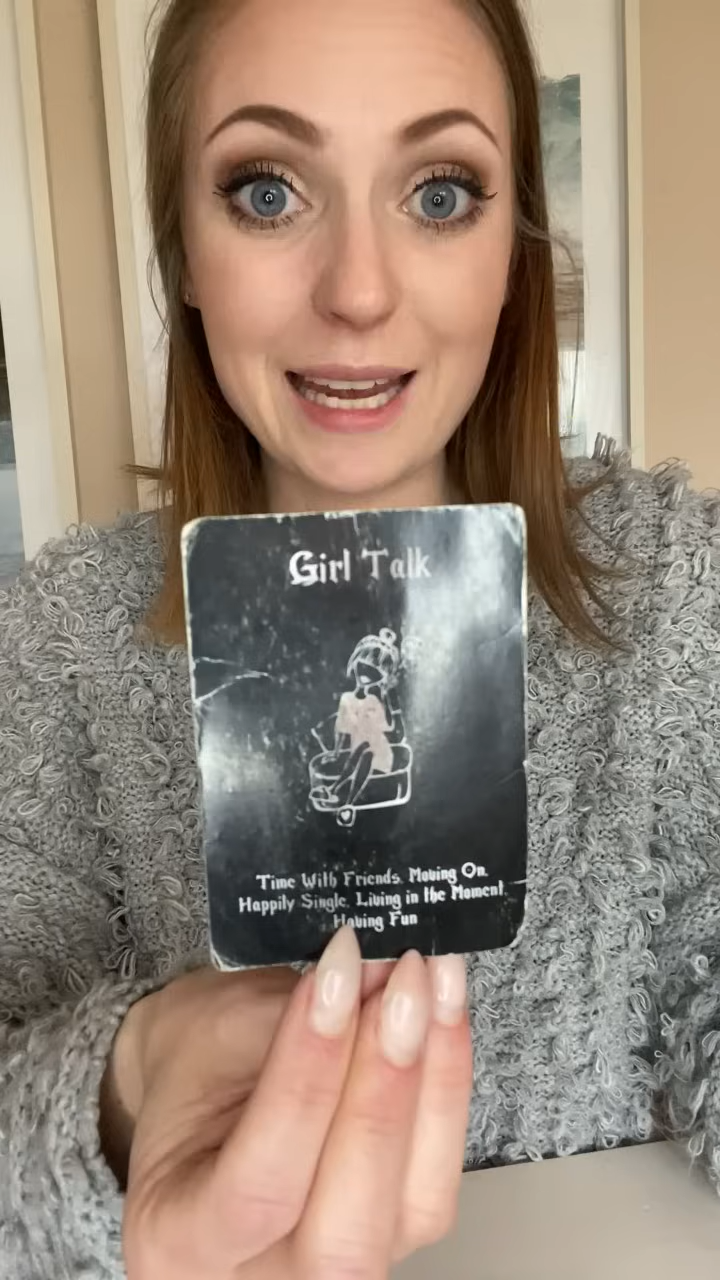 Girl Talk
Time With Friends, Moving On,
Happily Single, Living in the Moment,
Having Fun